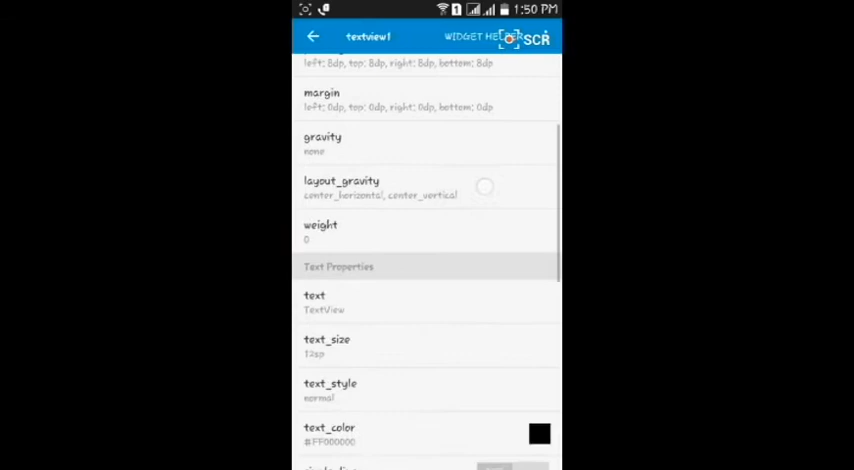 1 1:50 PM
textview1 WIDGET HELPER SCR
left: 8dp, top: 8dp, right: 8dp, bottom: 8dp
margin
left: 0dp, top: 0dp, right: 0dp, bottom: 0dp
gravity
none
layout_gravity
center_horizontal, center_vertical
weight
0
Text Properties
text
TextView
text_size
12sp
text_style
normal
text_color
#FF000000